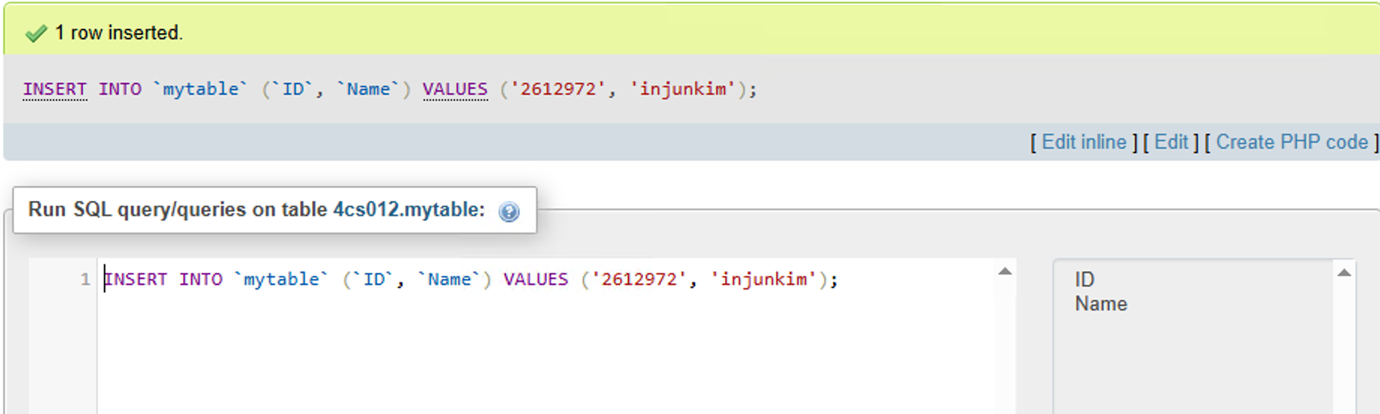 1 row inserted.
INSERT INTO `mytable` (`ID`, `Name`) VALUES ('2612972', 'injunkim');
[ Edit inline ] [ Edit ] [ Create PHP code ]
Run SQL query/queries on table 4cs012.mytable:
1 INSERT INTO `mytable` (`ID`, `Name`) VALUES ('2612972', 'injunkim');
ID
Name